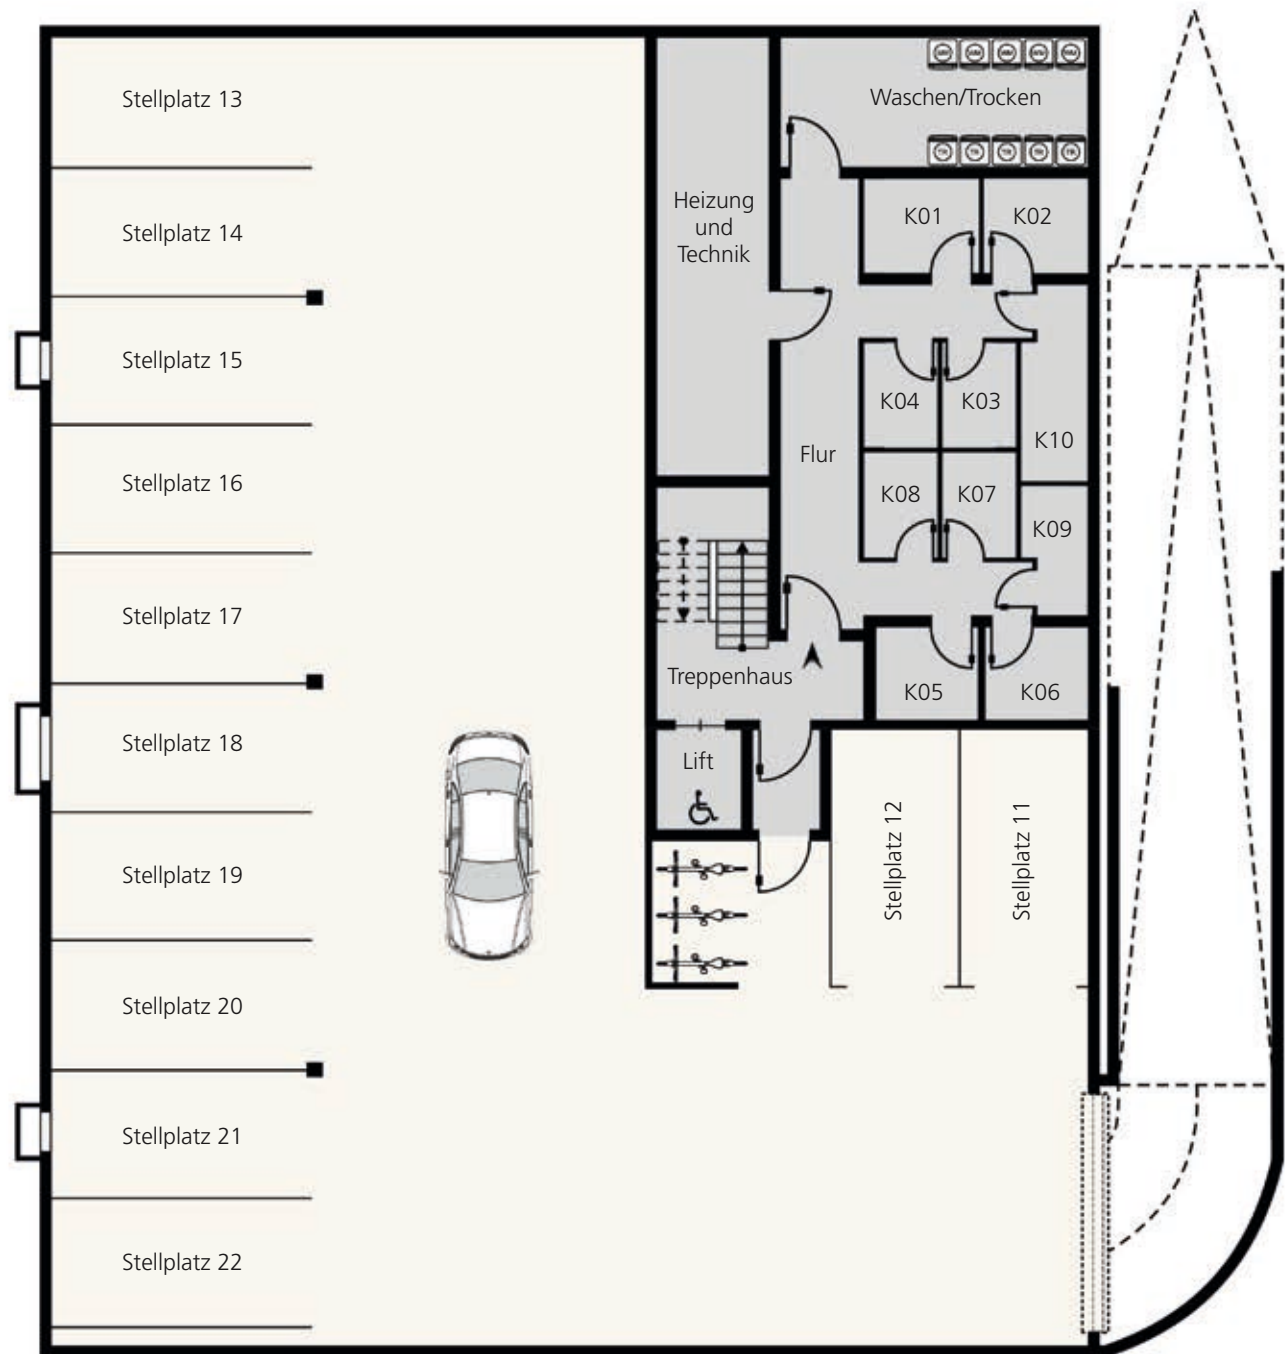 Stellplatz 13
Waschen/Trocken
Heizung
und
Technik
K01
K02
Stellplatz 14
Stellplatz 15
K04
K03
K10
Flur
Stellplatz 16
K08
K07
K09
Stellplatz 17
Treppenhaus
K05
K06
Stellplatz 18
Lift
Stellplatz 12
Stellplatz 11
Stellplatz 19
Stellplatz 20
Stellplatz 21
Stellplatz 22